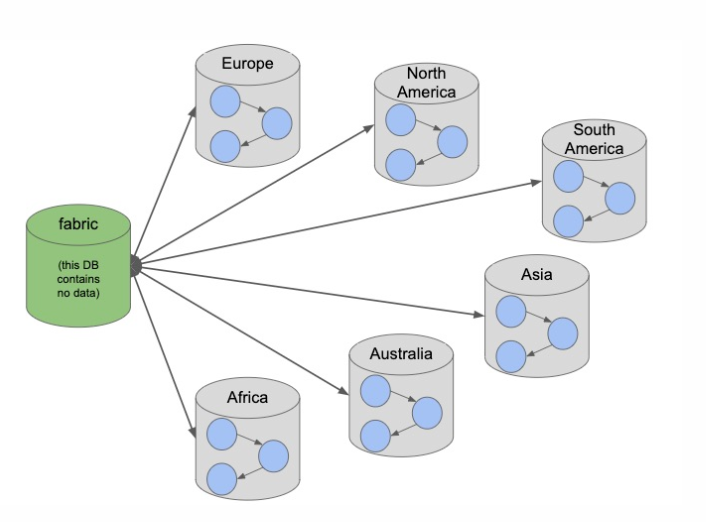 Europe
North
America
South
America
fabric
(this DB
contains
no data)
Asia
Australia
Africa